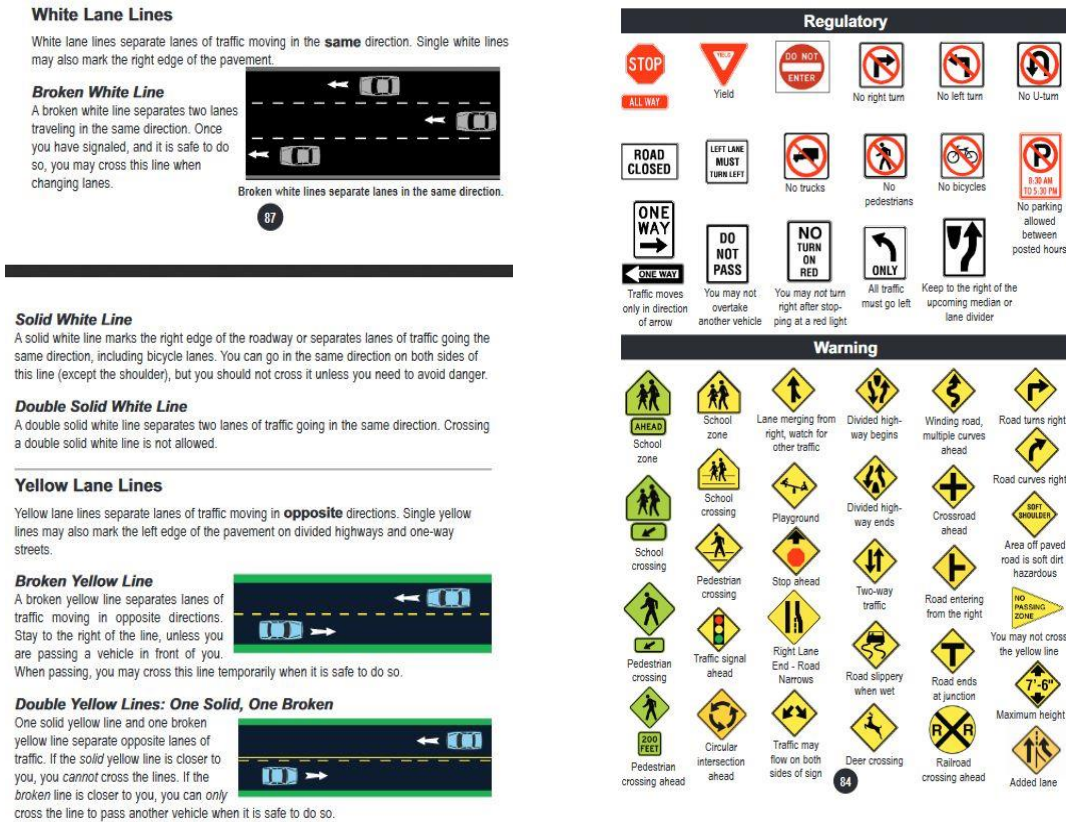 White Lane Lines
White lane lines separate lanes of traffic moving in the same direction. Single white lines
may also mark the right edge of the pavement.
Broken White Line
A broken white line separates two lanes
traveling in the same direction. Once
you have signaled, and it is safe to do
so, you may cross this line when
changing lanes.
Broken white lines separate lanes in the same direction.
87
Solid White Line
A solid white line marks the right edge of the roadway or separates lanes of traffic going the
same direction, including bicycle lanes. You can go in the same direction on both sides of
this line (except the shoulder), but you should not cross it unless you need to avoid danger.
Double Solid White Line
A double solid white line separates two lanes of traffic going in the same direction. Crossing
a double solid white line is not allowed.
Yellow Lane Lines
Yellow lane lines separate lanes of traffic moving in opposite directions. Single yellow
lines may also mark the left edge of the pavement on divided highways and one-way
streets.
Broken Yellow Line
A broken yellow line separates lanes of
traffic moving in opposite directions.
Stay to the right of the line, unless you
are passing a vehicle in front of you.
When passing, you may cross this line temporarily when it is safe to do so.
Double Yellow Lines: One Solid, One Broken
One solid yellow line and one broken
yellow line separate opposite lanes of
traffic. If the solid yellow line is closer to
you, you cannot cross the lines. If the
broken line is closer to you, you can only
cross the line to pass another vehicle when it is safe to do so.
Regulatory
STOP
ALL WAY
YIELD
Yield
DO NOT
ENTER
No right turn
No left turn
No U-turn
ROAD
CLOSED
LEFT LANE
MUST
TURN LEFT
No trucks
No
pedestrians
No bicycles
P
8:30 AM
TO 5:30 PM
No parking
allowed
between
posted hours
ONE
WAY
ONE WAY
Traffic moves
only in direction
of arrow
DO
NOT
PASS
You may not
overtake
another vehicle
NO
TURN
ON
RED
You may not turn
right after stop-
ping at a red light
ONLY
All traffic
must go left
Keep to the right of the
upcoming median or
lane divider
Warning
AHEAD
School
zone
School
zone
Lane merging from
right, watch for
other traffic
Divided high-
way begins
Winding road,
multiple curves
ahead
Road turns right
School
crossing
School
crossing
Playground
Divided high-
way ends
Crossroad
ahead
Road curves right
SOFT
SHOULDER
Area off paved
road is soft dirt
hazardous
Pedestrian
crossing
Pedestrian
crossing
Stop ahead
Two-way
traffic
Road entering
from the right
NO
PASSING
ZONE
You may not cross
the yellow line
Traffic signal
ahead
Right Lane
End - Road
Narrows
Road slippery
when wet
Road ends
at junction
7'-6"
Maximum height
200
FEET
Pedestrian
crossing ahead
Circular
intersection
ahead
Traffic may
flow on both
sides of sign
Deer crossing
R R
Railroad
crossing ahead
Added lane
84